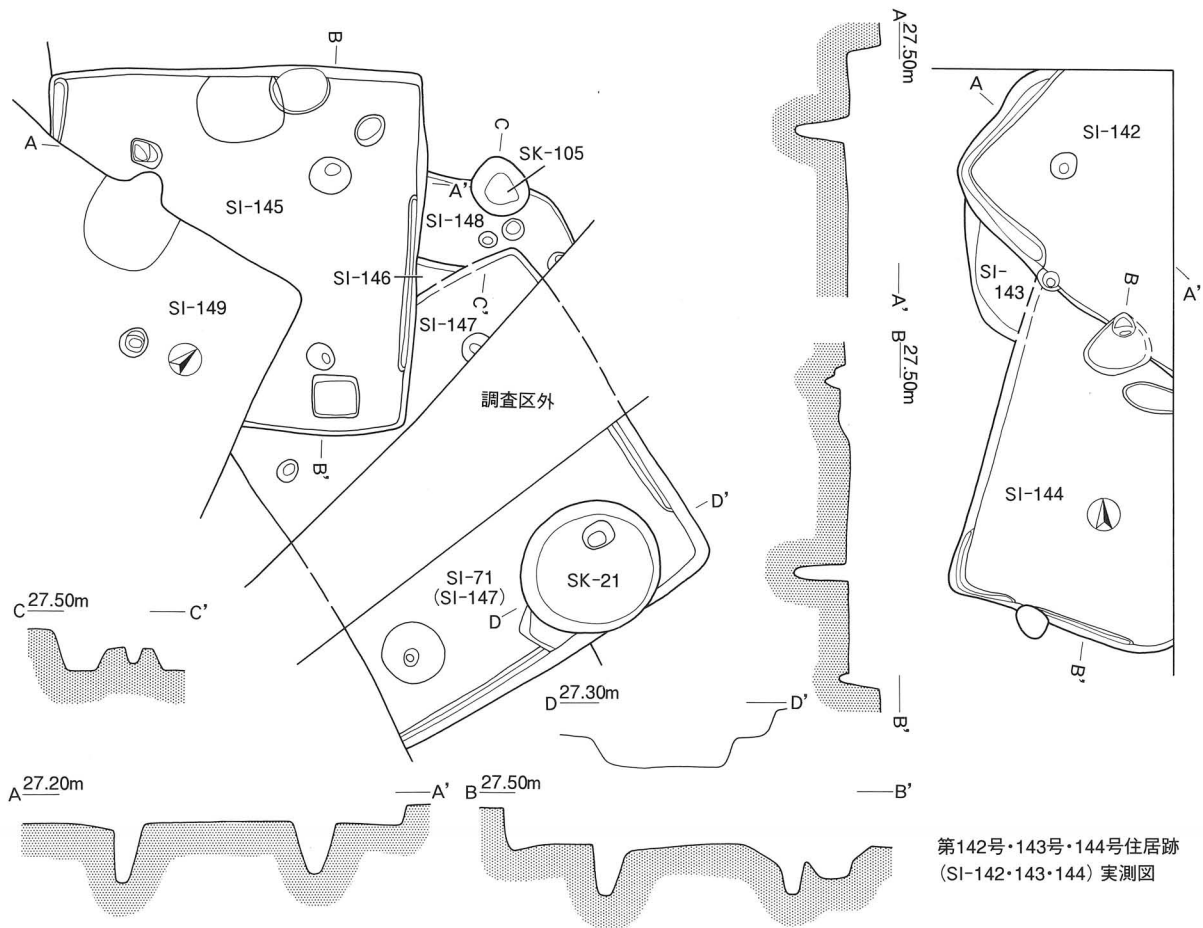 B
A
SI-145
C
SK-105
A'
SI-148
SI-146
C'
SI-147
SI-149
調査区外
B'
D'
SI-71
(SI-147)
SK-21
D
C 27.50m C'
D 27.30m D'
A 27.20m A'
B 27.50m B'
A 27.50m
A'
B 27.50m
B'
A
SI-142
SI-
143
B
A'
SI-144
B'
第142号・143号・144号住居跡
(SI-142・143・144) 実測図